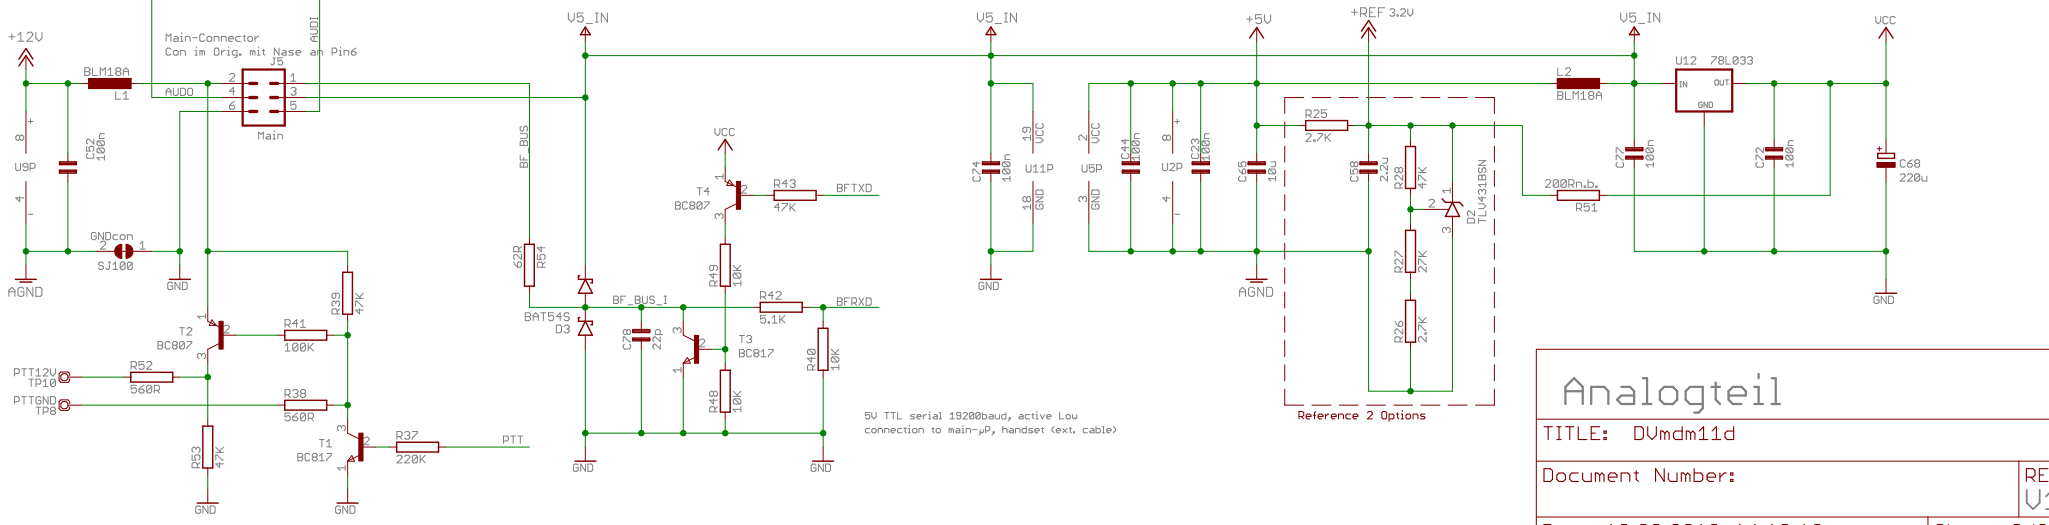 +12V
BLM18A
L1
C52
100n
8
+
U9P
4
-
AGND
GNDcon
2
1
SJ100
GND
Main-Connector
Con im Orig. mit Nase an Pin6
AUDI
AUDO
J5
2
1
4
3
6
5
Main
BF_BUS
62R
R54
R39
47K
1
T2
2
BC807
3
R41
100K
PTT12V
TP10
R52
560R
PTTGND
TP8
R38
560R
R53
47K
GND
3
T1
2
BC817
1
R37
220K
PTT
GND
V5_IN
BF_BUS_I
BAT54S
D3
C78
22P
GND
VCC
1
T4
2
BC807
3
R43
47K
BFTXD
R49
10K
R42
5.1K
BFRXD
3
T3
2
BC817
1
R48
10K
R40
10K
GND
5V TTL serial 19200baud, active Low
connection to main-µP, handset (ext. cable)
V5_IN
C74
100n
19
VCC
U11P
18
GND
GND
2
VCC
U5P
3
GND
C44
100n
8
+
U2P
4
-
C23
100n
+5V
C65
10u
AGND
+REF 3.2V
R25
2.7K
C58
2.2u
R28
47K
R27
27K
R26
2.7K
1
2
3
D2
TLV431BSN
Reference 2 Options
L2
BLM18A
V5_IN
U12 78L033
IN
OUT
GND
C77
100n
C72
100n
200Rn.b.
R51
VCC
+
C68
220u
GND
Analogteil
TITLE: DVmdm11d
Document Number:
RE